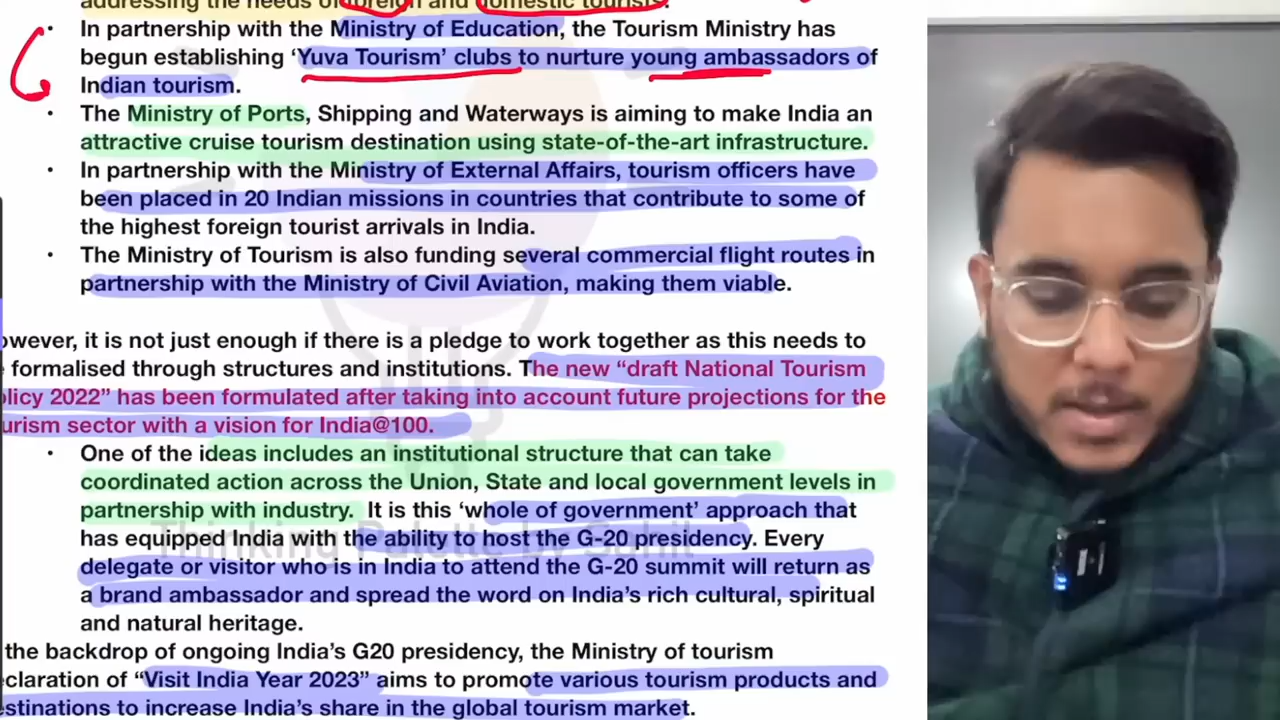 addressing the needs of foreign and domestic tourists.
• In partnership with the Ministry of Education, the Tourism Ministry has
begun establishing ‘Yuva Tourism’ clubs to nurture young ambassadors of
Indian tourism.
• The Ministry of Ports, Shipping and Waterways is aiming to make India an
attractive cruise tourism destination using state-of-the-art infrastructure.
• In partnership with the Ministry of External Affairs, tourism officers have
been placed in 20 Indian missions in countries that contribute to some of
the highest foreign tourist arrivals in India.
• The Ministry of Tourism is also funding several commercial flight routes in
partnership with the Ministry of Civil Aviation, making them viable.
owever, it is not just enough if there is a pledge to work together as this needs to
formalised through structures and institutions. The new “draft National Tourism
olicy 2022” has been formulated after taking into account future projections for the
urism sector with a vision for India@100.
• One of the ideas includes an institutional structure that can take
coordinated action across the Union, State and local government levels in
partnership with industry. It is this ‘whole of government’ approach that
has equipped India with the ability to host the G-20 presidency. Every
delegate or visitor who is in India to attend the G-20 summit will return as
a brand ambassador and spread the word on India’s rich cultural, spiritual
and natural heritage.
the backdrop of ongoing India’s G20 presidency, the Ministry of tourism
claration of “Visit India Year 2023” aims to promote various tourism products and
estinations to increase India’s share in the global tourism market.
Thinking Palette by Sahil